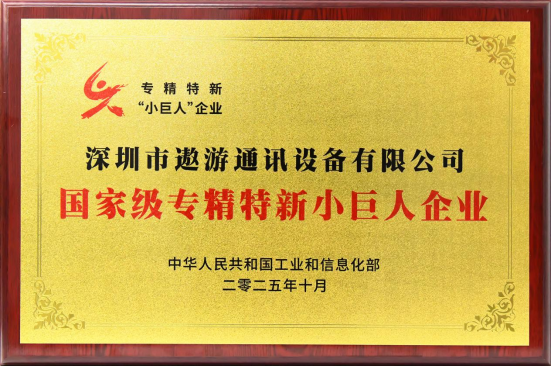 专精特新
“小巨人”企业
深圳市遨游通讯设备有限公司
国家级专精特新小巨人企业
中华人民共和国工业和信息化部
二零二五年十月